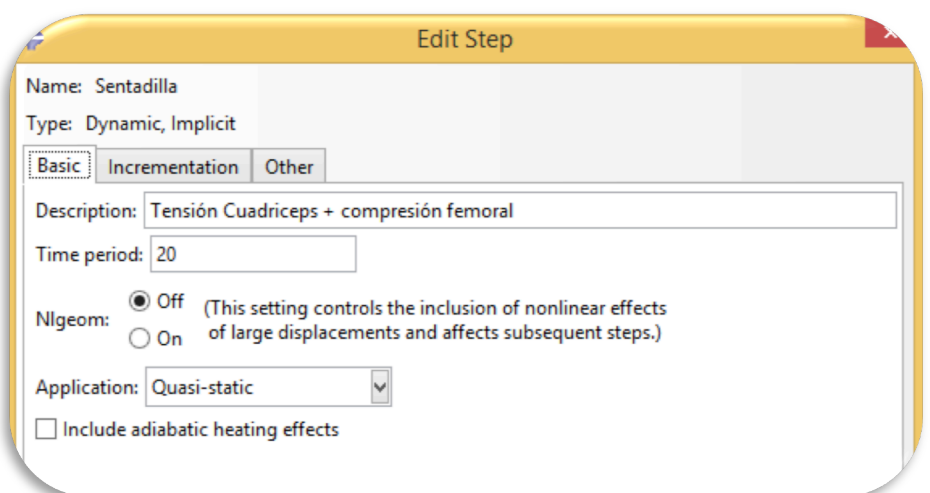 Edit Step
Name: Sentadilla
Type: Dynamic, Implicit
Basic Incrementation Other
Description: Tensión Cuadriceps + compresión femoral
Time period: 20
Nlgeom: Off (This setting controls the inclusion of nonlinear effects
On of large displacements and affects subsequent steps.)
Application: Quasi-static
Include adiabatic heating effects